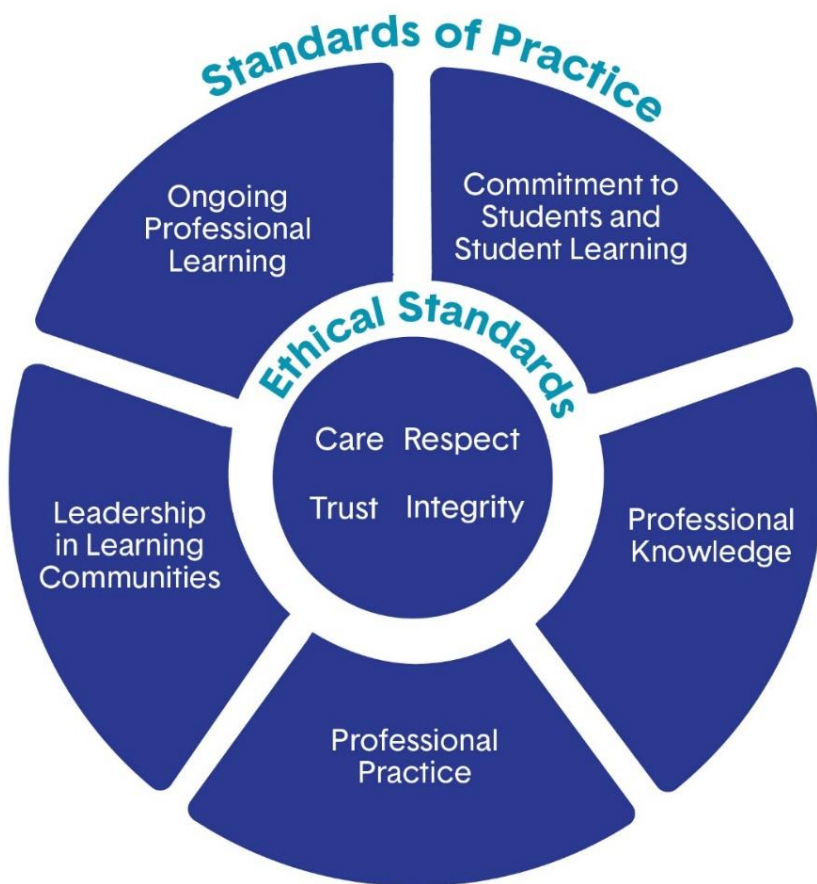 Standards of Practice
Ongoing
Professional
Learning
Commitment to
Students and
Student Learning
Ethical Standards
Care Respect
Trust Integrity
Leadership
in Learning
Communities
Professional
Knowledge
Professional
Practice